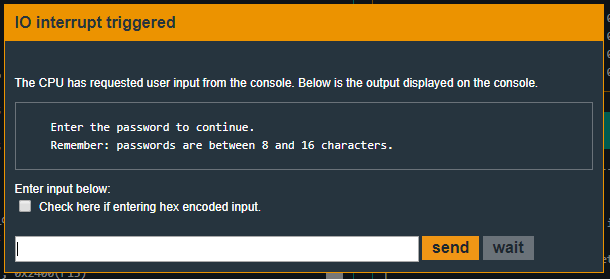 IO interrupt triggered
The CPU has requested user input from the console. Below is the output displayed on the console.
Enter the password to continue.
Remember: passwords are between 8 and 16 characters.
Enter input below:
Check here if entering hex encoded input.
send wait